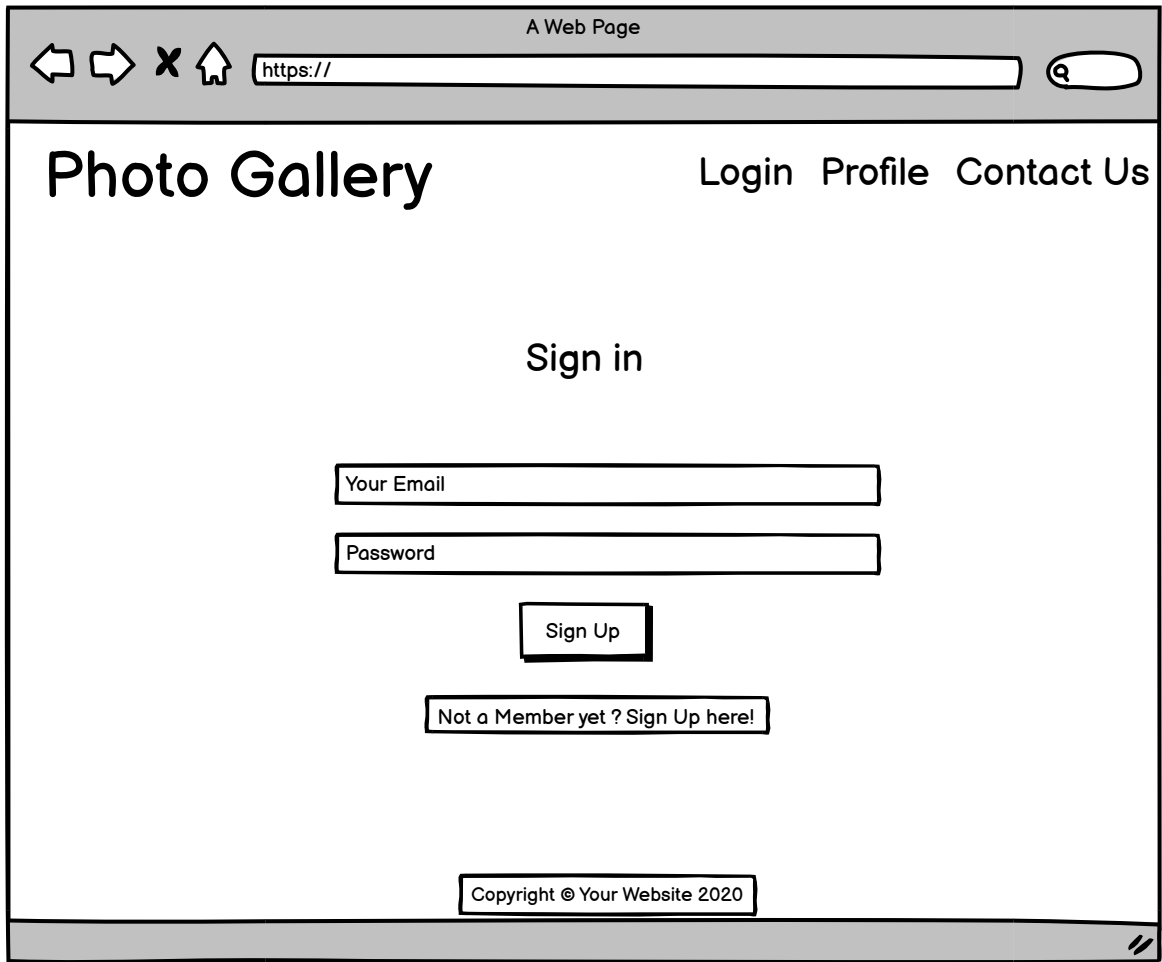 A Web Page
https://
Photo Gallery
Login Profile Contact Us
Sign in
Your Email
Password
Sign Up
Not a Member yet ? Sign Up here!
Copyright © Your Website 2020